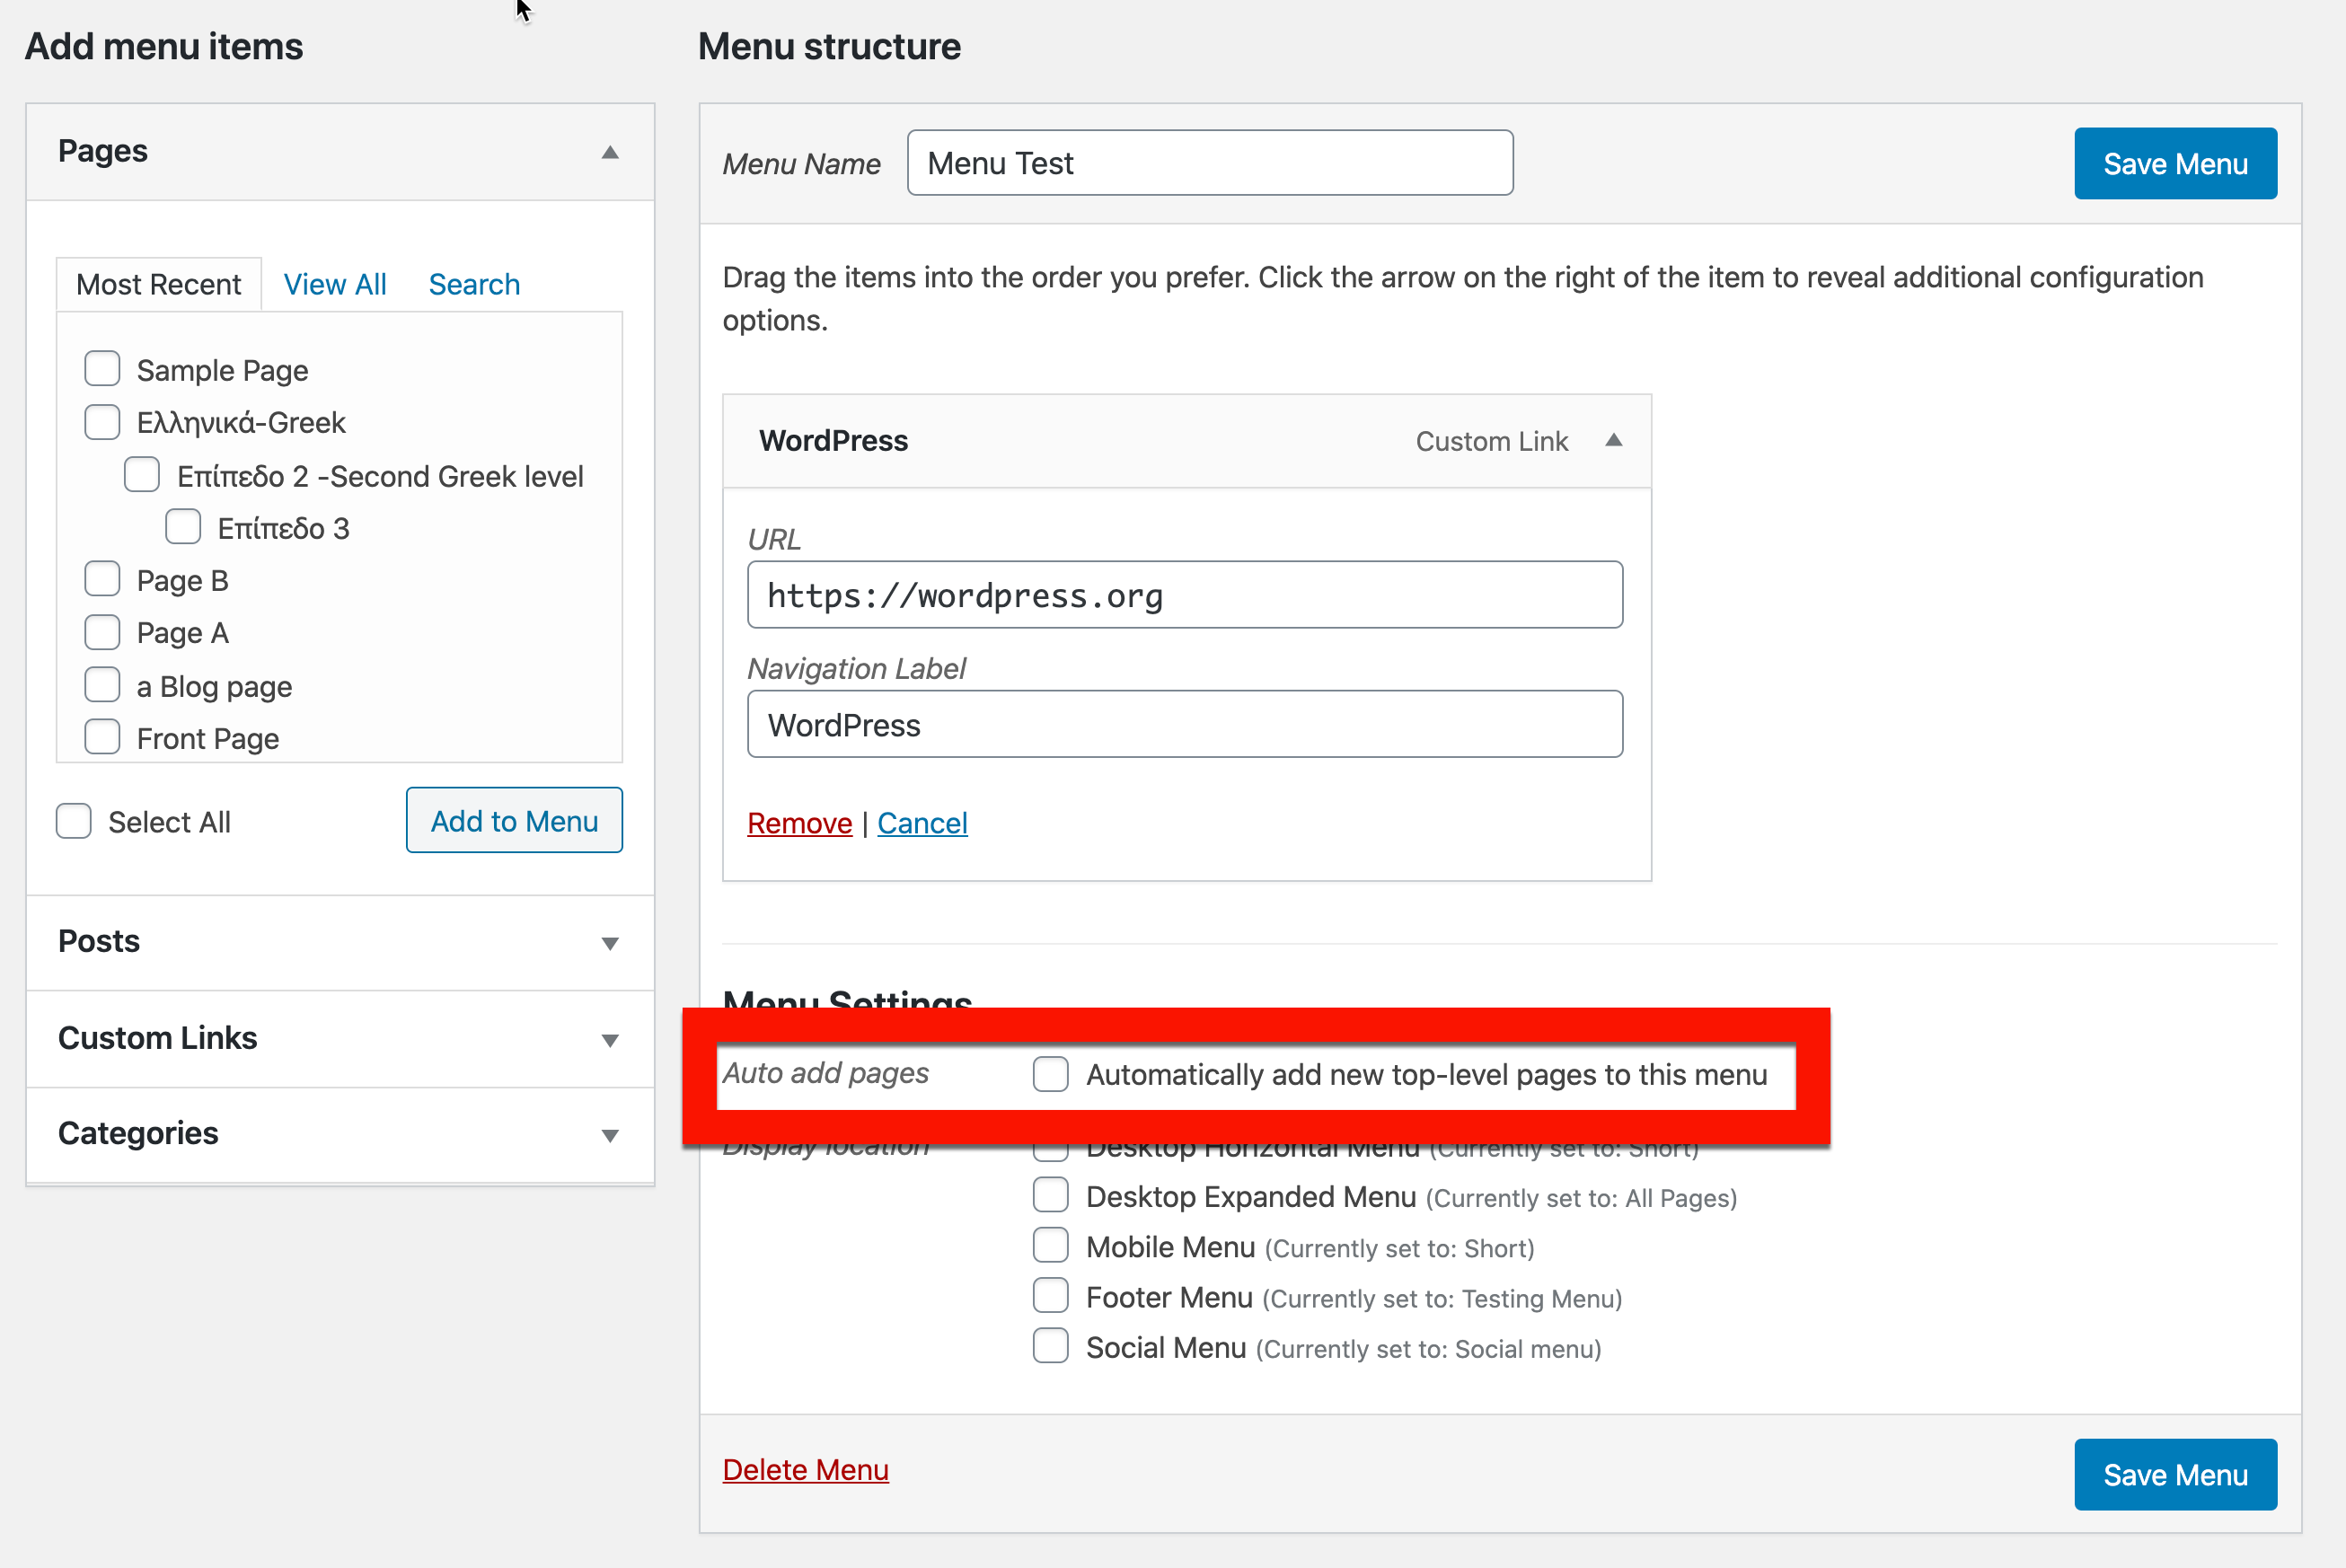 Add menu items
Pages
Most Recent View All Search
Sample Page
Ελληνικά-Greek
Επίπεδο 2 -Second Greek level
Επίπεδο 3
Page B
Page A
a Blog page
Front Page
Select All Add to Menu
Posts
Custom Links
Categories
Menu structure
Menu Name Menu Test Save Menu
Drag the items into the order you prefer. Click the arrow on the right of the item to reveal additional configuration
options.
WordPress Custom Link
URL
https://wordpress.org
Navigation Label
WordPress
Remove | Cancel
Menu Settings
Auto add pages Automatically add new top-level pages to this menu
Display location Desktop Horizontal Menu (Currently set to: Short)
Desktop Expanded Menu (Currently set to: All Pages)
Mobile Menu (Currently set to: Short)
Footer Menu (Currently set to: Testing Menu)
Social Menu (Currently set to: Social menu)
Delete Menu Save Menu